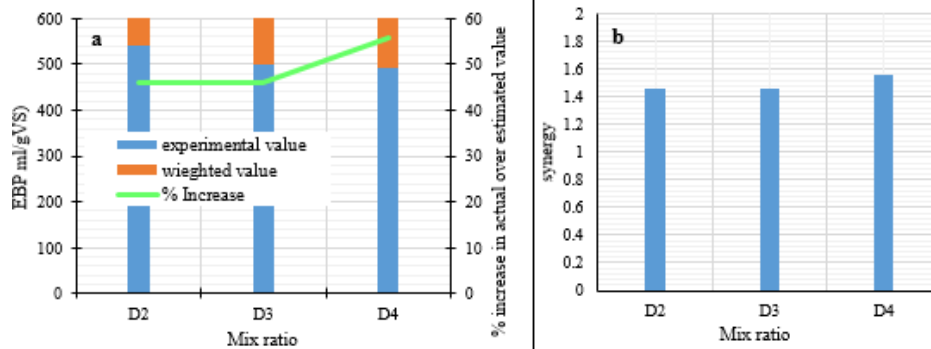 a
600
500
400
300
200
100
0
EBP ml/gVS)
60
50
40
30
20
10
0
% increase in actual over estimated value
experimental value
wieghted value
% Increase
D2 D3 D4
Mix ratio
b
2
1.8
1.6
1.4
1.2
1
0.8
0.6
0.4
0.2
0
synergy
D2 D3 D4
Mix ratio